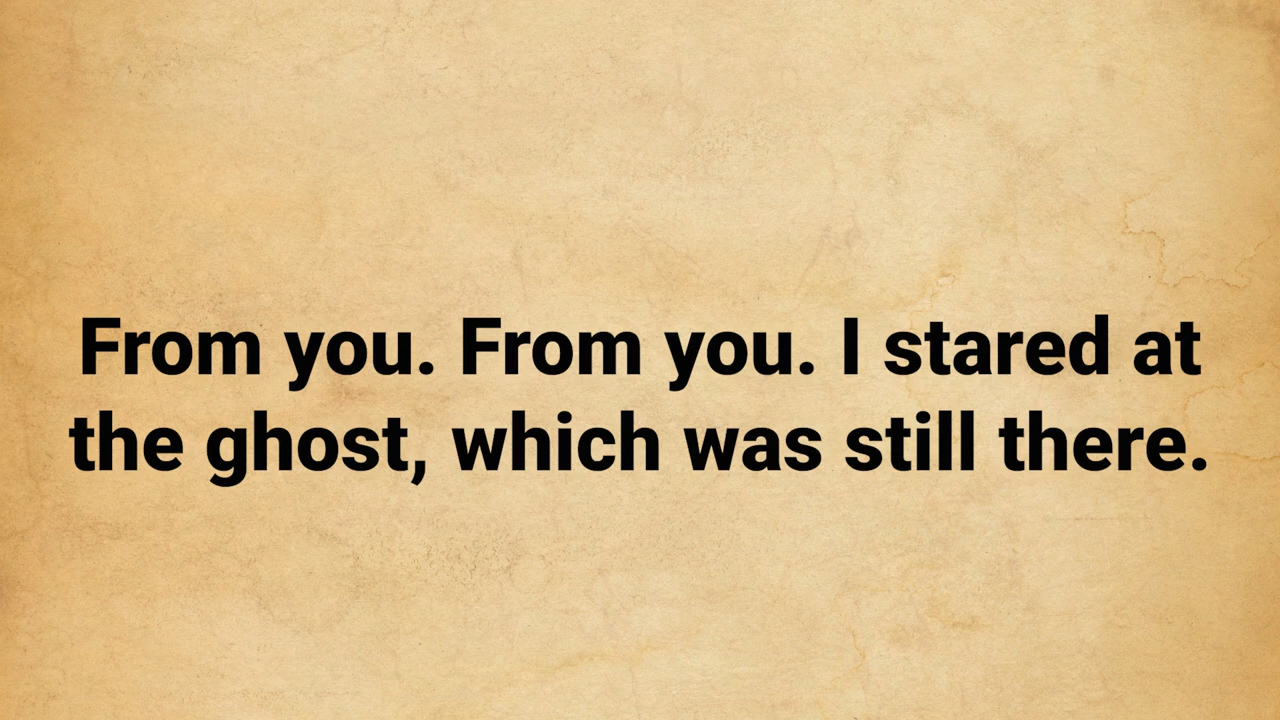 From you. From you. I stared at
the ghost, which was still there.